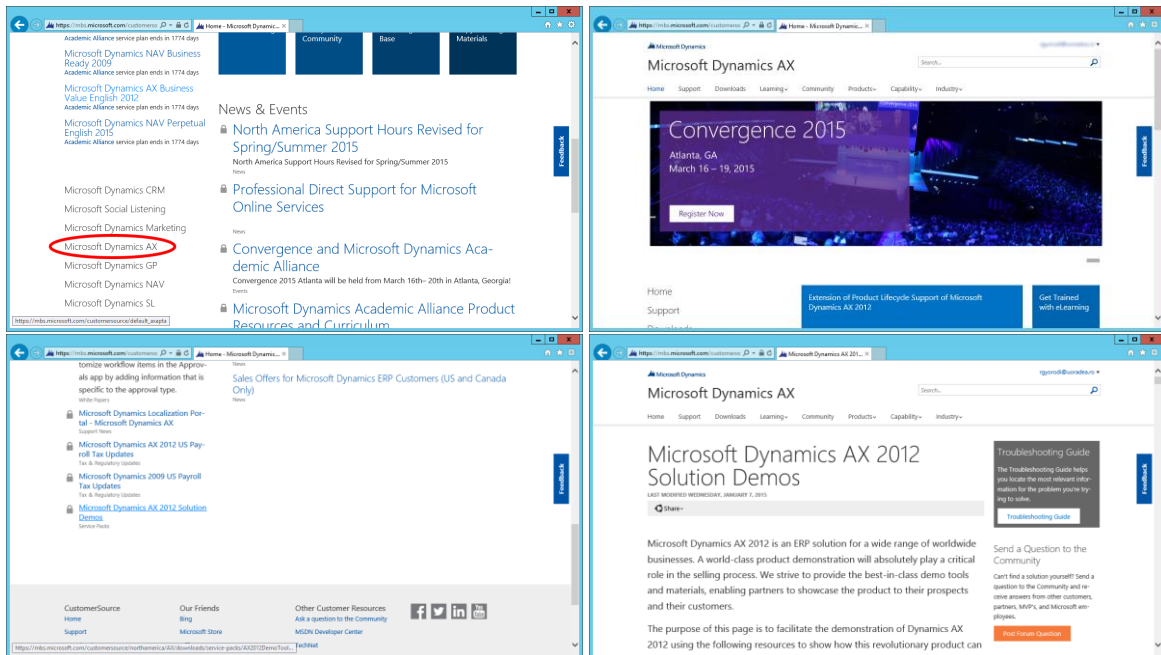 https://mbs.microsoft.com/customerso
Home - Microsoft Dynamic...
Academic Alliance service plan ends in 1774 days
Microsoft Dynamics NAV Business
Ready 2009
Academic Alliance service plan ends in 1774 days
Microsoft Dynamics AX Business
Value English 2012
Academic Alliance service plan ends in 1774 days
Microsoft Dynamics NAV Perpetual
English 2015
Academic Alliance service plan ends in 1774 days
Microsoft Dynamics CRM
Microsoft Social Listening
Microsoft Dynamics Marketing
Microsoft Dynamics AX
Microsoft Dynamics GP
Microsoft Dynamics NAV
Microsoft Dynamics SL
https://mbs.microsoft.com/customersource/default_axapta
Community
Base
Materials
News & Events
North America Support Hours Revised for
Spring/Summer 2015
North America Support Hours Revised for Spring/Summer 2015
News
Professional Direct Support for Microsoft
Online Services
News
Convergence and Microsoft Dynamics Aca-
demic Alliance
Convergence 2015 Atlanta will be held from March 16th– 20th in Atlanta, Georgia!
Events
Microsoft Dynamics Academic Alliance Product
Resources and Curriculum
Feedback
https://mbs.microsoft.com/customerso
Home - Microsoft Dynamic...
Microsoft Dynamics
Microsoft Dynamics AX
Search...
Home Support Downloads Learning Community Products Capability Industry
Convergence 2015
Atlanta, GA
March 16 – 19, 2015
Register Now
Feedback
Home
Support
Downloads
Extension of Product Lifecycle Support of Microsoft
Dynamics AX 2012
Get Trained
with eLearning
https://mbs.microsoft.com/customerso
Home - Microsoft Dynamic...
tomize workflow items in the Approv-
als app by adding information that is
specific to the approval type.
White Papers
Microsoft Dynamics Localization Por-
tal - Microsoft Dynamics AX
Support News
Microsoft Dynamics AX 2012 US Pay-
roll Tax Updates
Tax & Regulatory Updates
Microsoft Dynamics 2009 US Payroll
Tax Updates
Tax & Regulatory Updates
Microsoft Dynamics AX 2012 Solution
Demos
Service Packs
News
Sales Offers for Microsoft Dynamics ERP Customers (US and Canada
Only)
News
Feedback
CustomerSource
Home
Support
Our Friends
Bing
Microsoft Store
Other Customer Resources
Ask a question to the Community
MSDN Developer Center
TechNet
https://mbs.microsoft.com/customersource/northamerica/AX/downloads/service-packs/AX2012DemoTool...
https://mbs.microsoft.com/customerso
Microsoft Dynamics AX 201...
Microsoft Dynamics
rgyorodi@uoradea.ro
Microsoft Dynamics AX
Search...
Home Support Downloads Learning Community Products Capability Industry
Microsoft Dynamics AX 2012
Solution Demos
LAST MODIFIED WEDNESDAY, JANUARY 7, 2015
Share
Microsoft Dynamics AX 2012 is an ERP solution for a wide range of worldwide
businesses. A world-class product demonstration will absolutely play a critical
role in the selling process. We strive to provide the best-in-class demo tools
and materials, enabling partners to showcase the product to their prospects
and their customers.
The purpose of this page is to facilitate the demonstration of Dynamics AX
2012 using the following resources to show how this revolutionary product can
Troubleshooting Guide
The Troubleshooting Guide helps
you locate the most relevant infor-
mation for the problem you're try-
ing to solve.
Troubleshooting Guide
Send a Question to the
Community
Can't find a solution yourself? Send a
question to the Community and re-
ceive answers from other customers,
partners, MVP's, and Microsoft em-
ployees.
Post Forum Question
Feedback